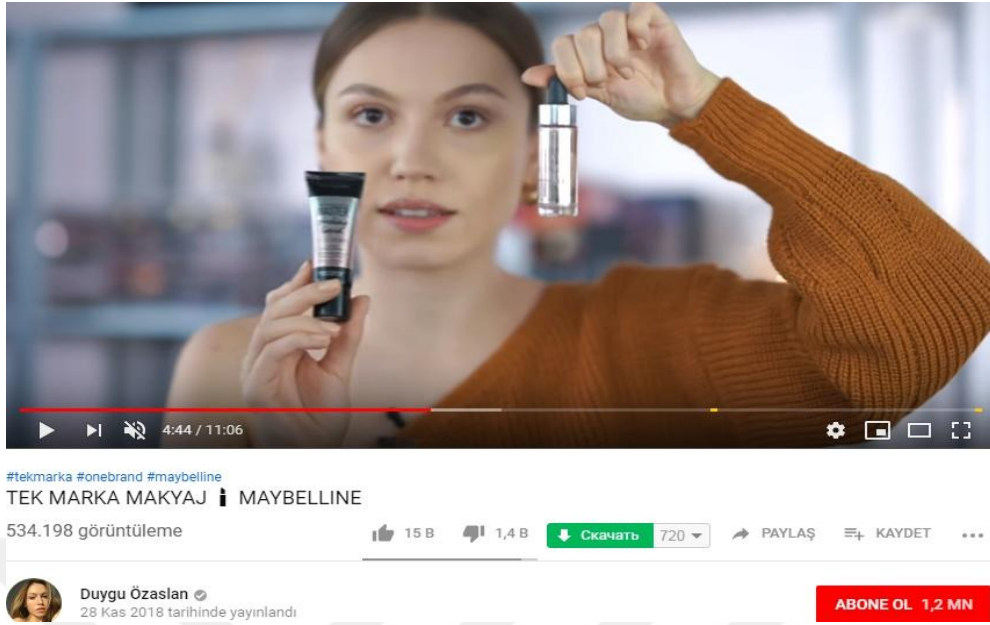 MASTER
4:44 / 11:06
#tekmarka #onebrand #maybelline
TEK MARKA MAKYAJ MAYBELLINE
534.198 görüntüleme
15 B
1,4 B
Скачать
720
PAYLAŞ
KAYDET
Duygu Özaslan
28 Kas 2018 tarihinde yayınlandı
ABONE OL 1,2 MN